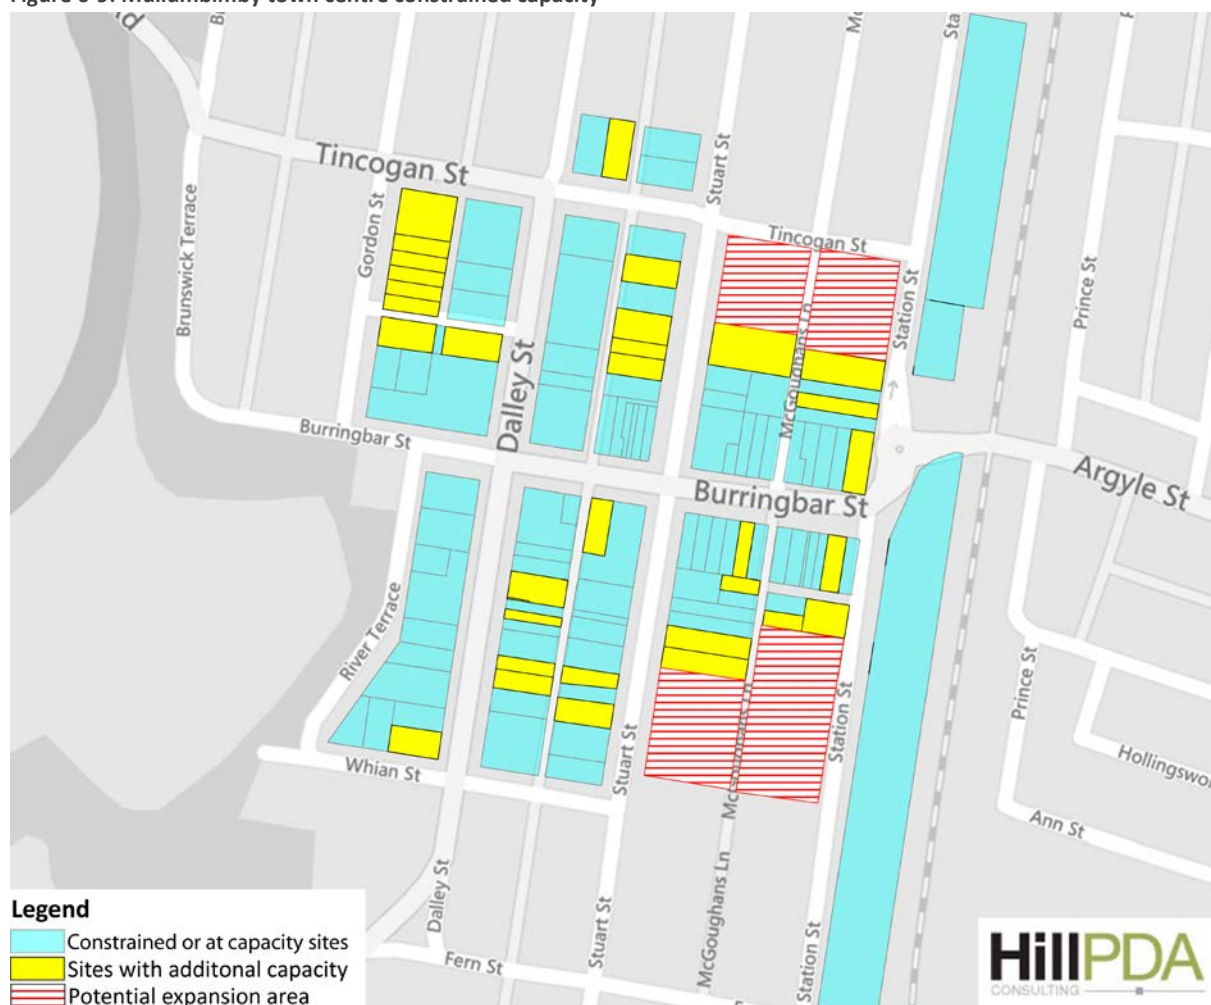 Figure 6-9: Mullumbimby town centre constrained capacity
Tincogan St
Gordon St
Brunswick Terrace
Dalley St
Stuart St
Tincogan St
McGoughans Ln
Station St
Prince St
Burringbar St
Burringbar St
Argyle St
River Terrace
Whian St
Stuart St
McGoughans Ln
Station St
Prince St
Hollingswor
Ann St
Dalley St
Fern St
Stuart St
McGoughans Ln
Station St
Legend
Constrained or at capacity sites
Sites with additonal capacity
Potential expansion area
HillPDA
CONSULTING